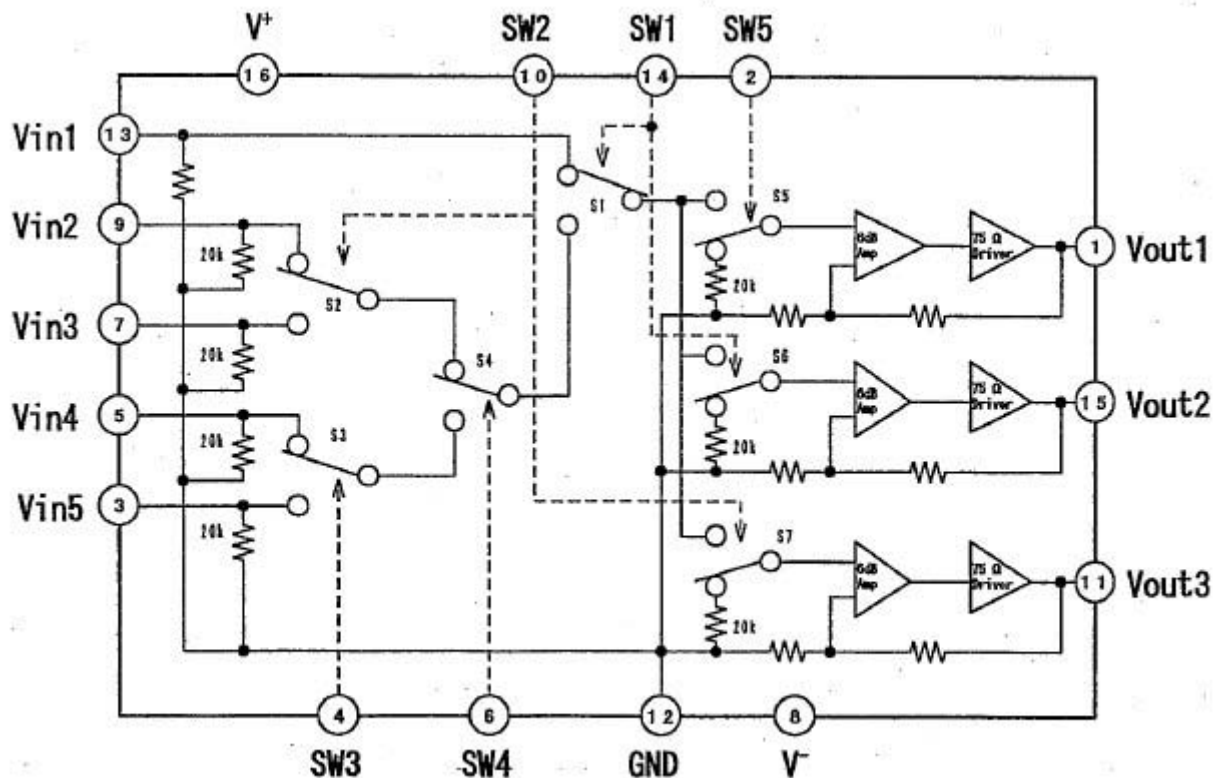 V+ SW2 SW1 SW5
16 10 14 2
Vin1 13
S1
Vin2 9
20k
S2
S5
6dB Amp
75 Ω Driver
1 Vout1
20k
Vin3 7
20k
S4
S6
6dB Amp
75 Ω Driver
15 Vout2
20k
Vin4 5
20k
S3
Vin5 3
20k
S7
6dB Amp
75 Ω Driver
11 Vout3
20k
4 6 12 8
SW3 SW4 GND V-